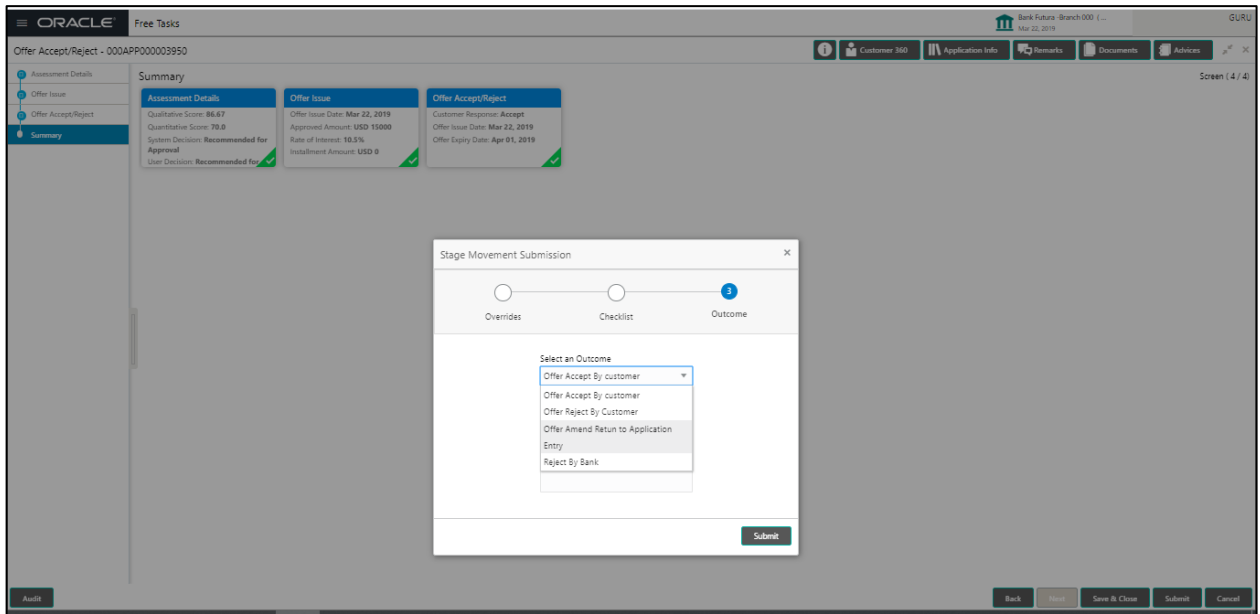 ORACLE
Free Tasks
Bank Futura -Branch 000 (...
Mar 22, 2019
GURU
Offer Accept/Reject - 000APP000003950
Customer 360
Application Info
Remarks
Documents
Advices
Assessment Details
Offer Issue
Offer Accept/Reject
Summary
Summary
Screen ( 4 / 4)
Assessment Details
Qualitative Score: 86.67
Quantitative Score: 70.0
System Decision: Recommended for
Approval
User Decision: Recommended for
Offer Issue
Offer Issue Date: Mar 22, 2019
Approved Amount: USD 15000
Rate of Interest: 10.5%
Installment Amount: USD 0
Offer Accept/Reject
Customer Response: Accept
Offer Issue Date: Mar 22, 2019
Offer Expiry Date: Apr 01, 2019
Stage Movement Submission
3
Overrides
Checklist
Outcome
Select an Outcome
Offer Accept By customer
Offer Accept By customer
Offer Reject By Customer
Offer Amend Retun to Application
Entry
Reject By Bank
Submit
Audit
Back
Next
Save & Close
Submit
Cancel